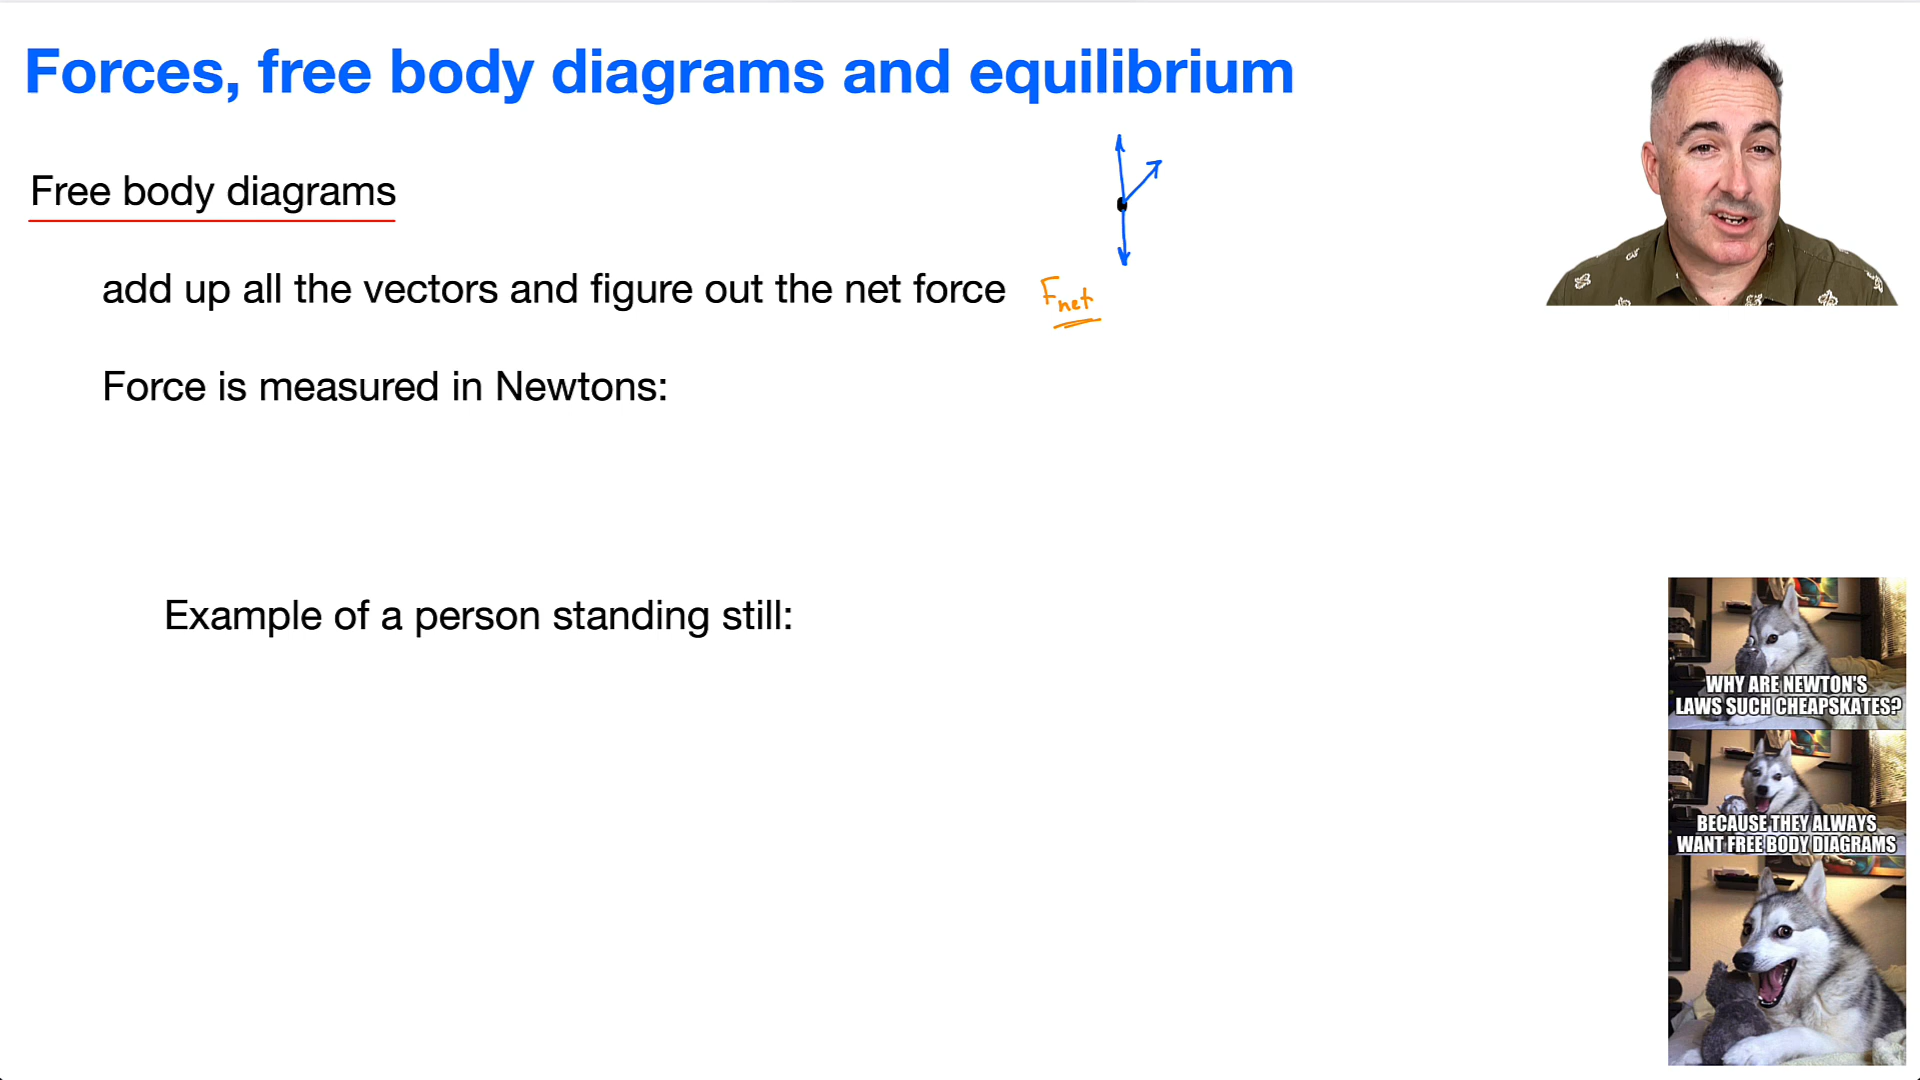 Forces, free body diagrams and equilibrium
Free body diagrams
add up all the vectors and figure out the net force Fnet
Force is measured in Newtons:
Example of a person standing still:
WHY ARE NEWTON'S
LAWS SUCH CHEAPSKATES?
BECAUSE THEY ALWAYS
WANT FREE BODY DIAGRAMS